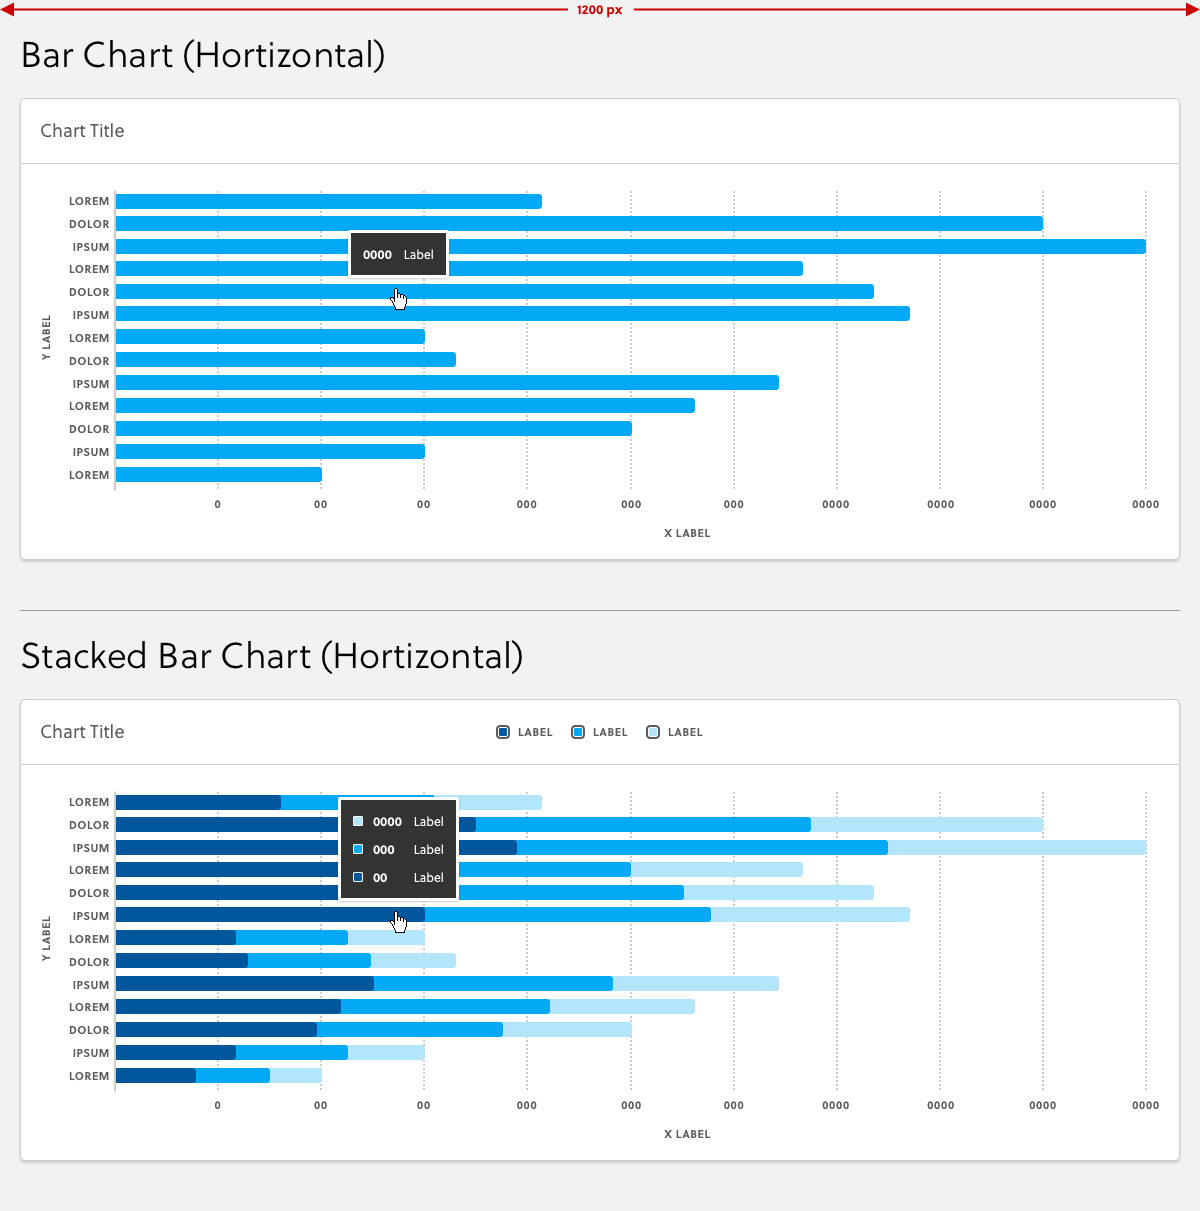 1200 px
Bar Chart (Hortizontal)
Chart Title
LOREM
DOLOR
IPSUM
0000 Label
LOREM
DOLOR
IPSUM
Y LABEL
LOREM
DOLOR
IPSUM
LOREM
DOLOR
IPSUM
LOREM
0 00 00 000 000 000 0000 0000 0000 0000
X LABEL
Stacked Bar Chart (Hortizontal)
Chart Title
LABEL LABEL LABEL
LOREM
0000 Label
DOLOR
IPSUM
000 Label
LOREM
00 Label
DOLOR
IPSUM
Y LABEL
LOREM
DOLOR
IPSUM
LOREM
DOLOR
IPSUM
LOREM
0 00 00 000 000 000 0000 0000 0000 0000
X LABEL